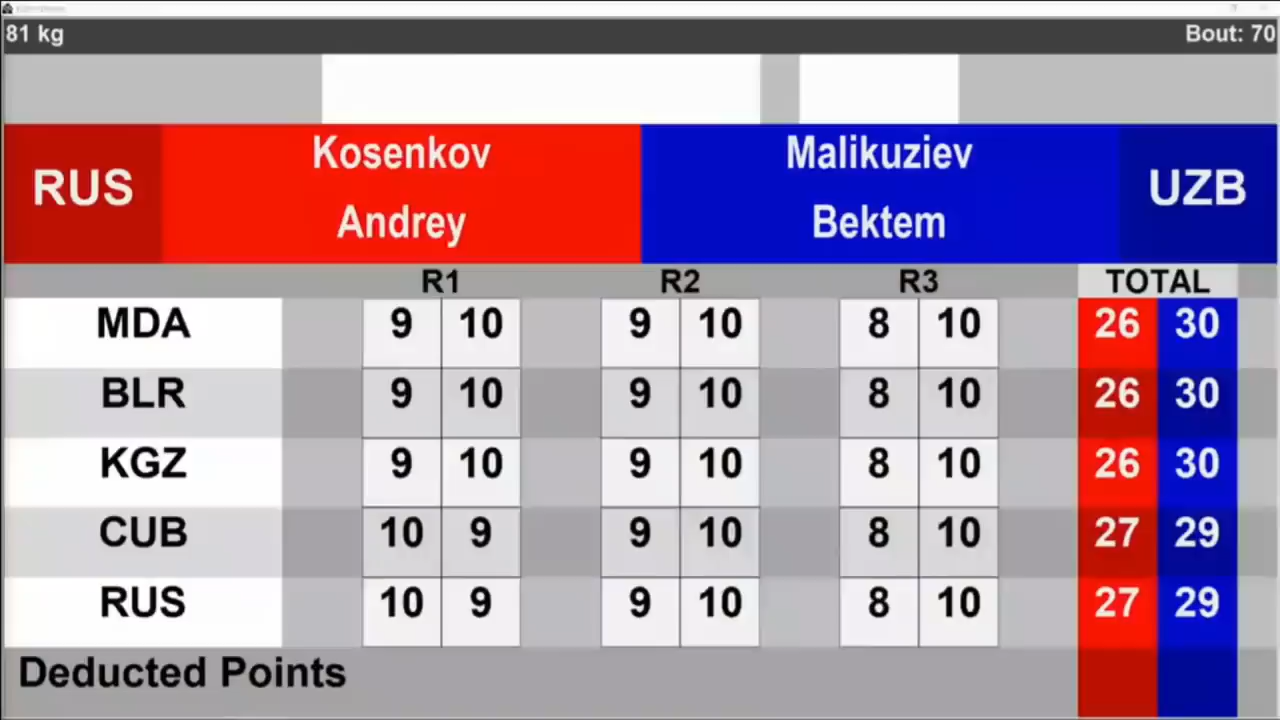 81 kg Bout: 70
RUS Kosenkov Andrey Malikuziev Bektem UZB
R1 R2 R3 TOTAL
MDA 9 10 9 10 8 10 26 30
BLR 9 10 9 10 8 10 26 30
KGZ 9 10 9 10 8 10 26 30
CUB 10 9 9 10 8 10 27 29
RUS 10 9 9 10 8 10 27 29
Deducted Points